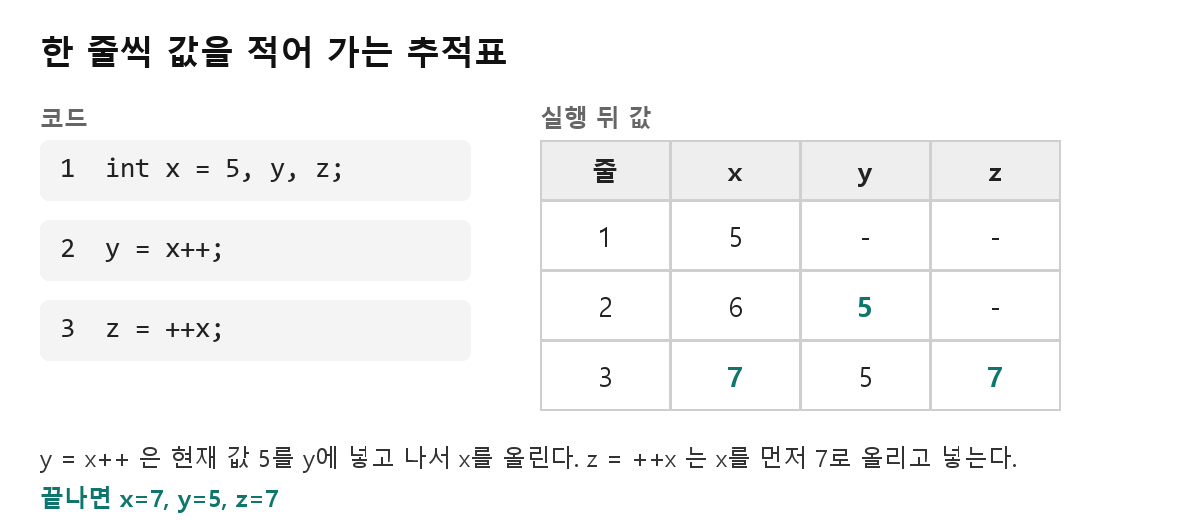 한 줄씩 값을 적어 가는 추적표
코드
1 int x = 5, y, z;
2 y = x++;
3 z = ++x;
실행 뒤 값
줄 x y z
1 5 - -
2 6 5 -
3 7 5 7
y = x++ 은 현재 값 5를 y에 넣고 나서 x를 올린다. z = ++x 는 x를 먼저 7로 올리고 넣는다.
끝나면 x=7, y=5, z=7